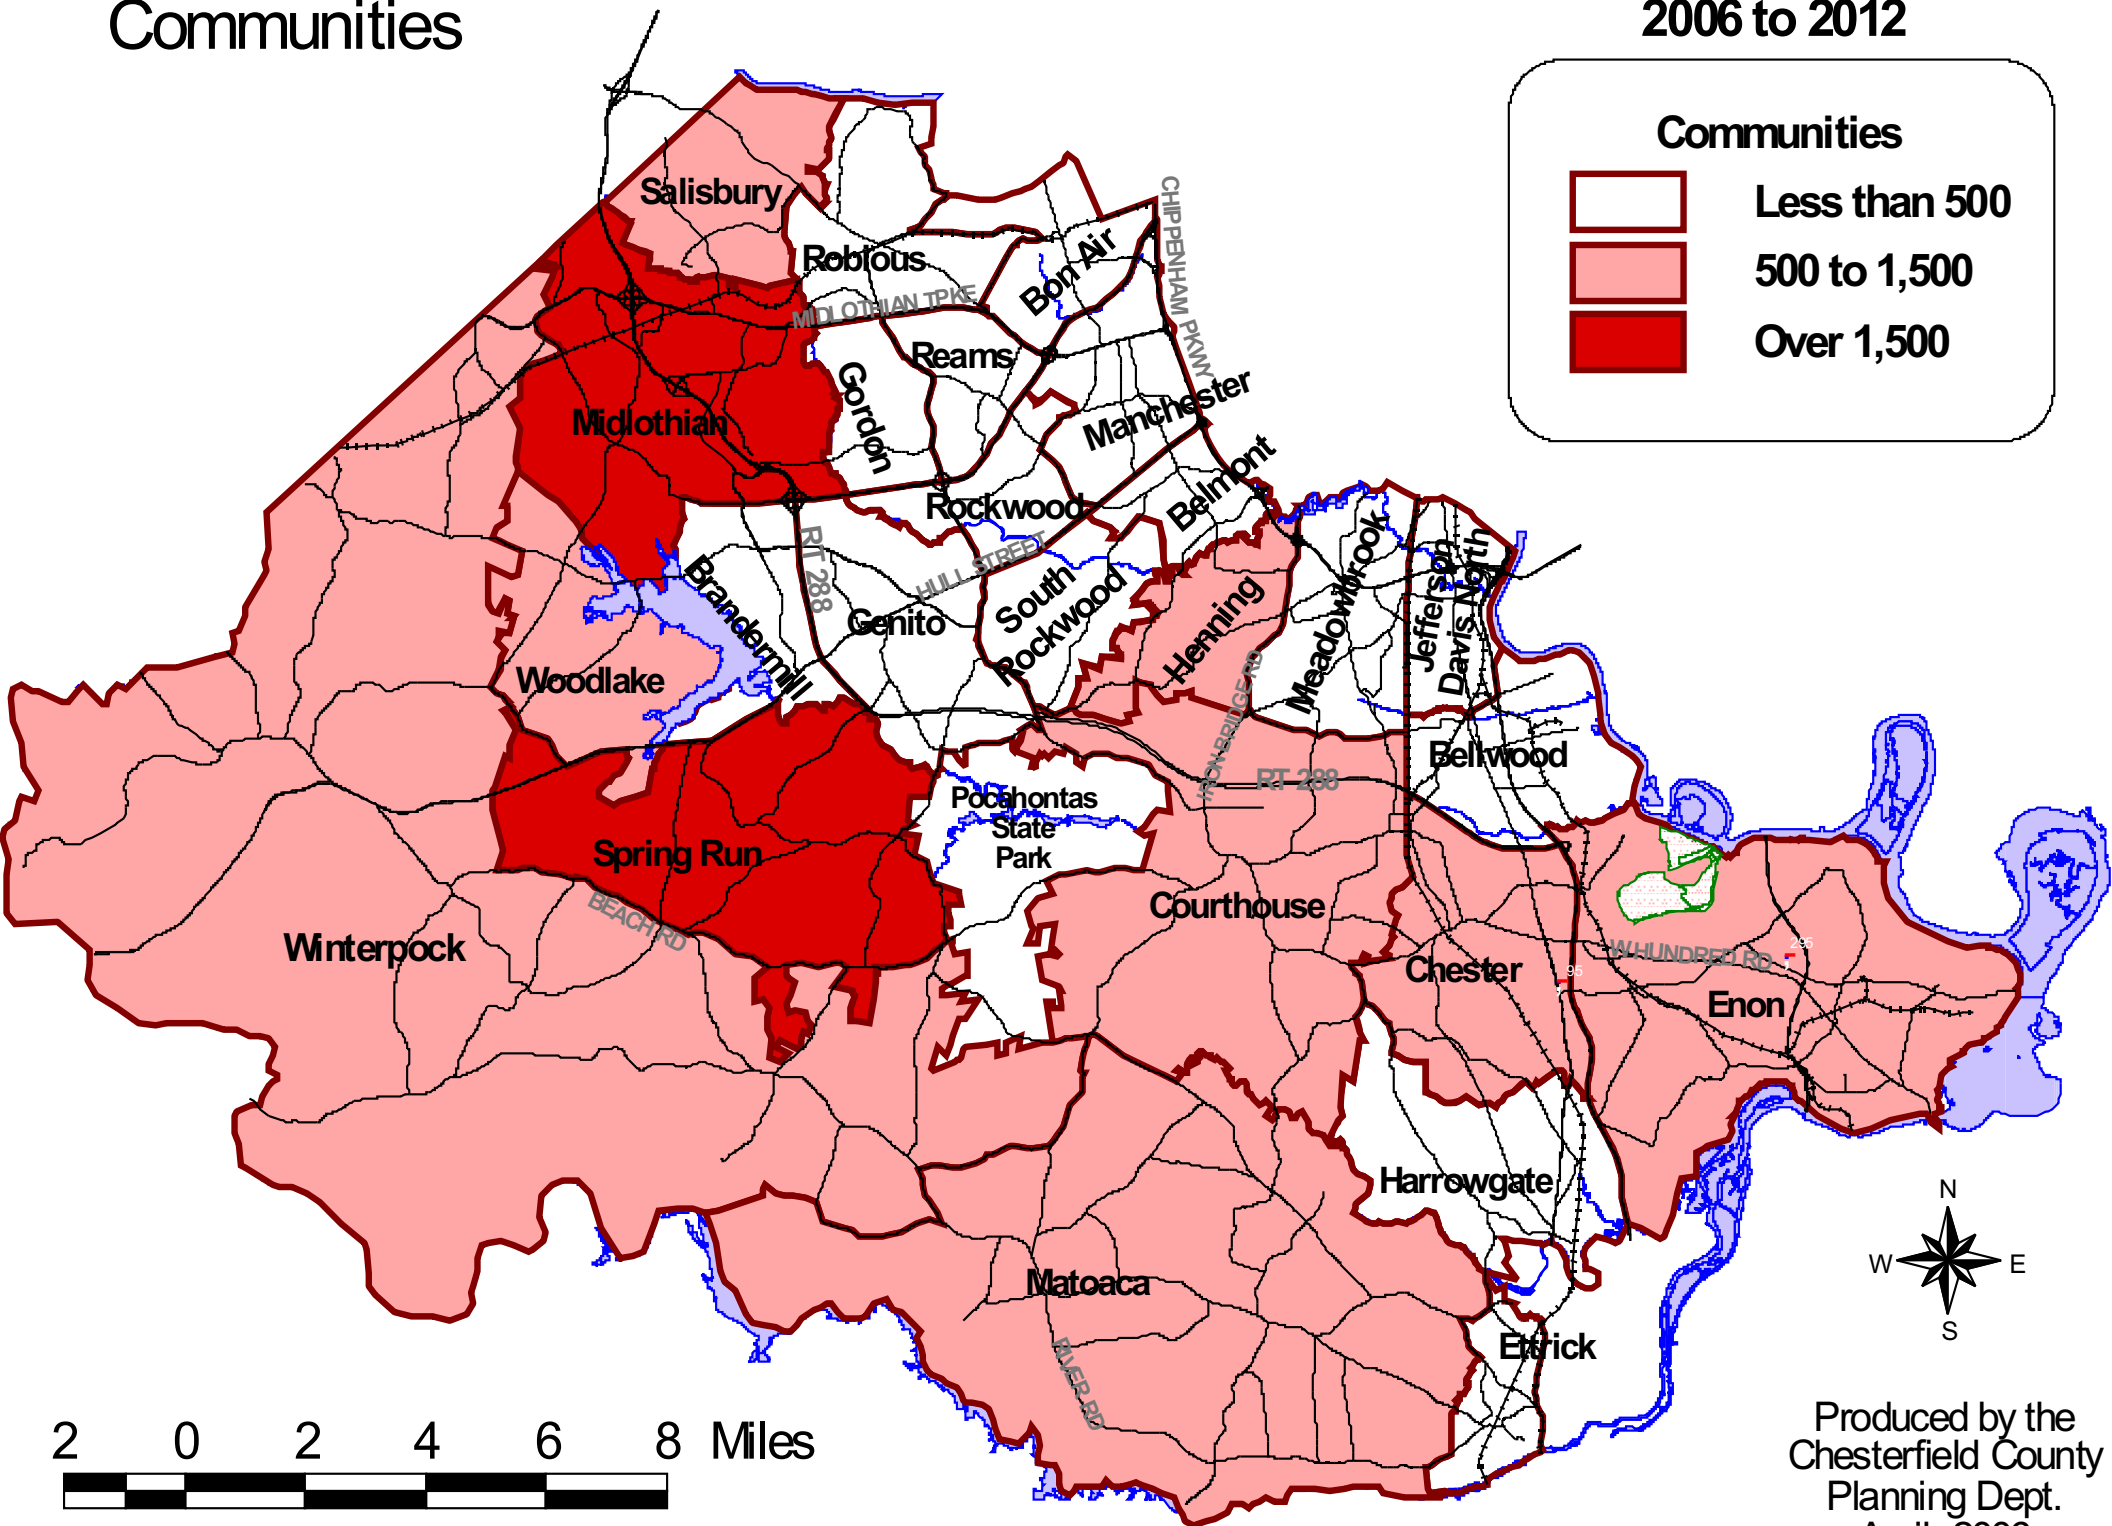 Communities
2006 to 2012
Communities
Less than 500
500 to 1,500
Over 1,500
Salisbury
Robious
Bon Air
CHIPPENHAM PKWY
MIDLOTHIAN TPKE
Reams
Gordon
Midlothian
Manchester
Belmont
Rockwood
HULL STREET
RT 288
Brandermill
Genito
South
Rockwood
Henning
Meadowbrook
Jefferson
Davis North
Woodlake
IRONBRIDGE RD
Bellwood
RT 288
Pocahontas
State
Park
Spring Run
BEACH RD
Courthouse
Winterpock
Chester
95
W.HUNDRED RD
295
Enon
Harrowgate
Matoaca
RIVER RD
Ettrick
N
W
E
S
2 0 2 4 6 8 Miles
Produced by the
Chesterfield County
Planning Dept.